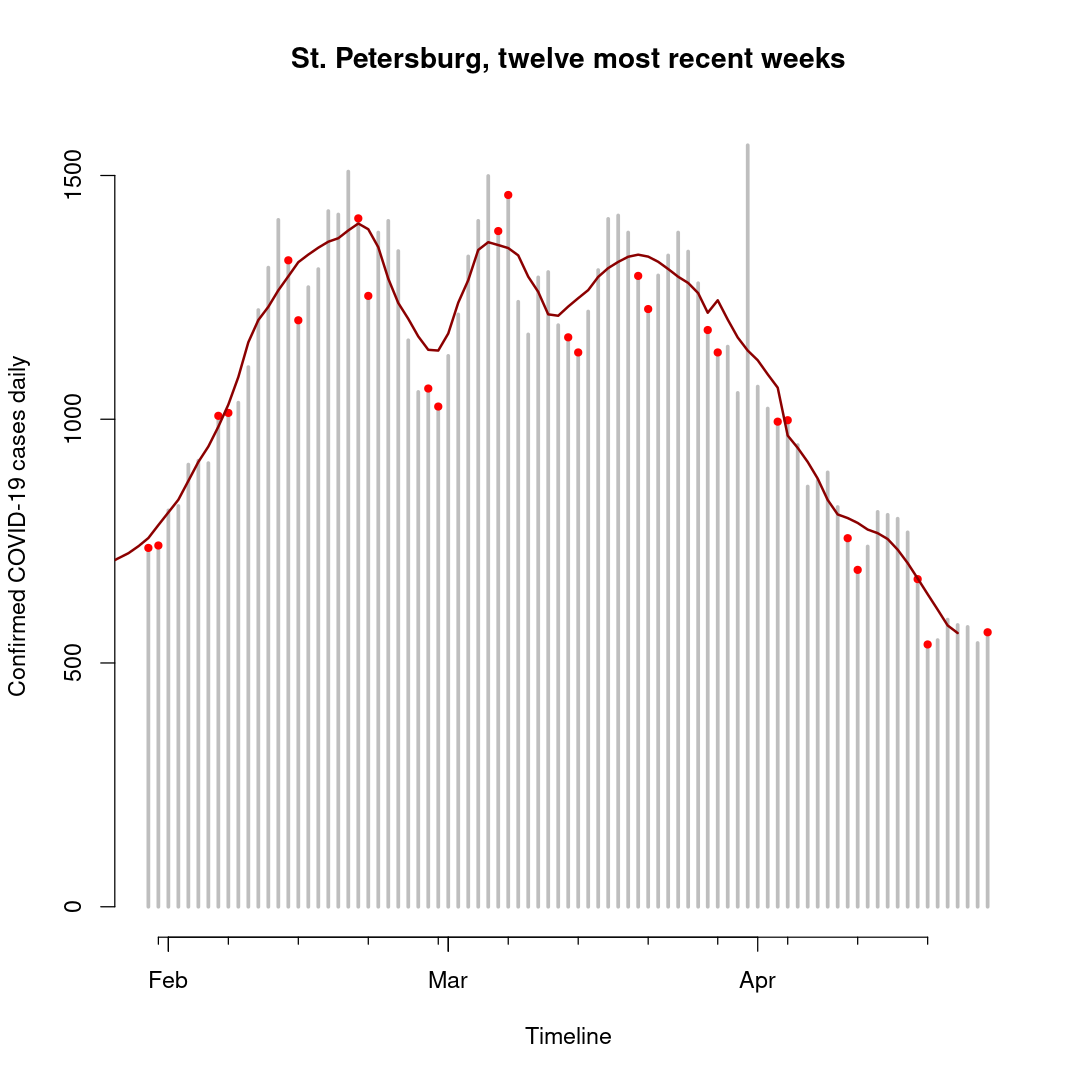 St. Petersburg, twelve most recent weeks
Confirmed COVID-19 cases daily
1500
1000
500
0
Feb Mar Apr
Timeline